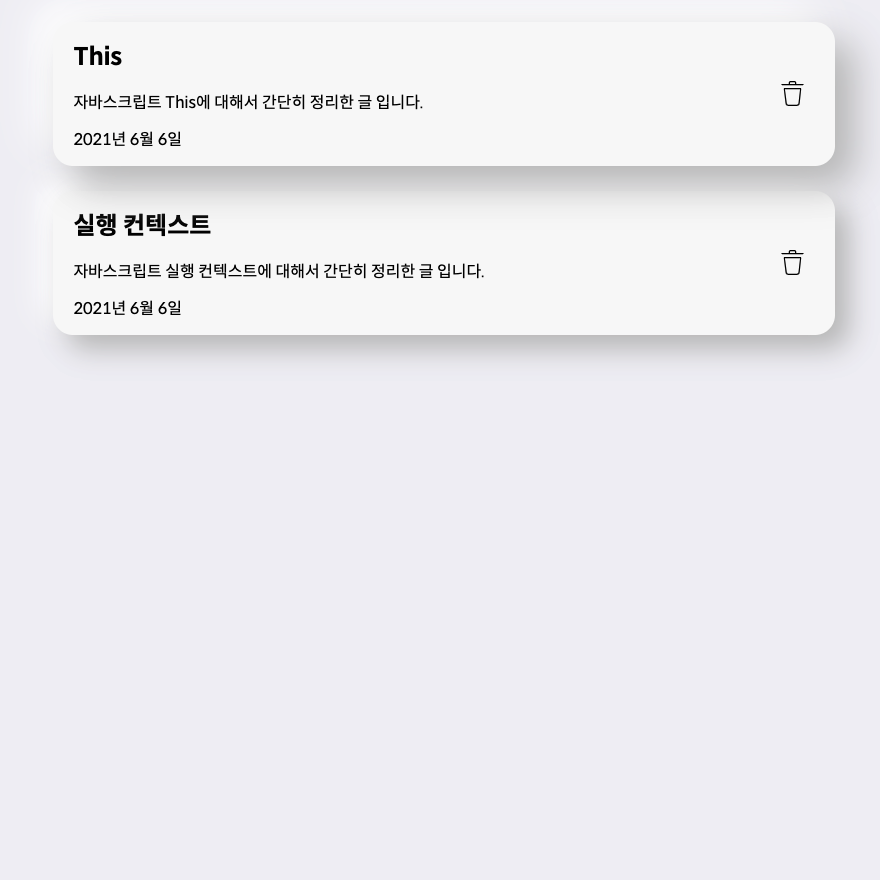 This
자바스크립트 This에 대해서 간단히 정리한 글 입니다.
2021년 6월 6일
실행 컨텍스트
자바스크립트 실행 컨텍스트에 대해서 간단히 정리한 글 입니다.
2021년 6월 6일